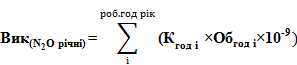 роб.год рік
Вик(N₂O річні) = ∑ (Кгод і ×Обгод і×10⁻⁹)
і